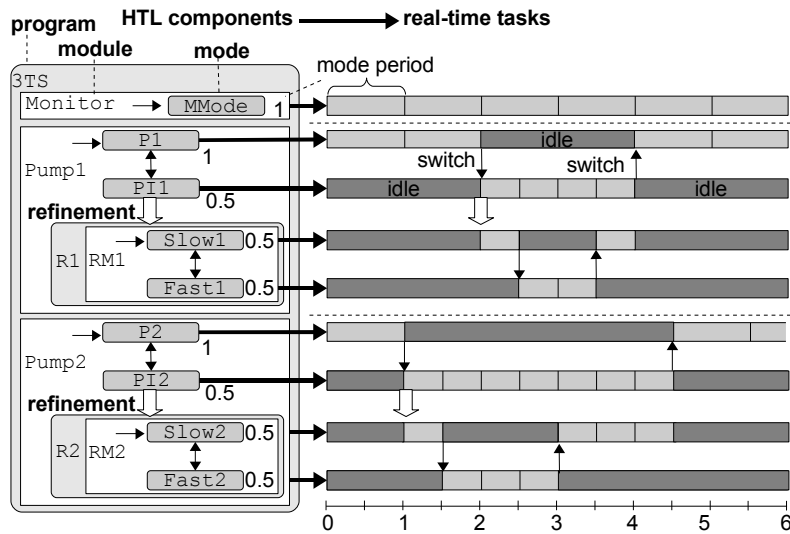 HTL components real-time tasks
program
module mode
mode period
3TS
Monitor MMode 1
P1 idle
1
switch switch
Pump1
PI1 idle idle
0.5
refinement
Slow1 0.5
R1 RM1
Fast1 0.5
P2
1
Pump2
PI2
0.5
refinement
Slow2 0.5
R2 RM2
Fast2 0.5
0 1 2 3 4 5 6